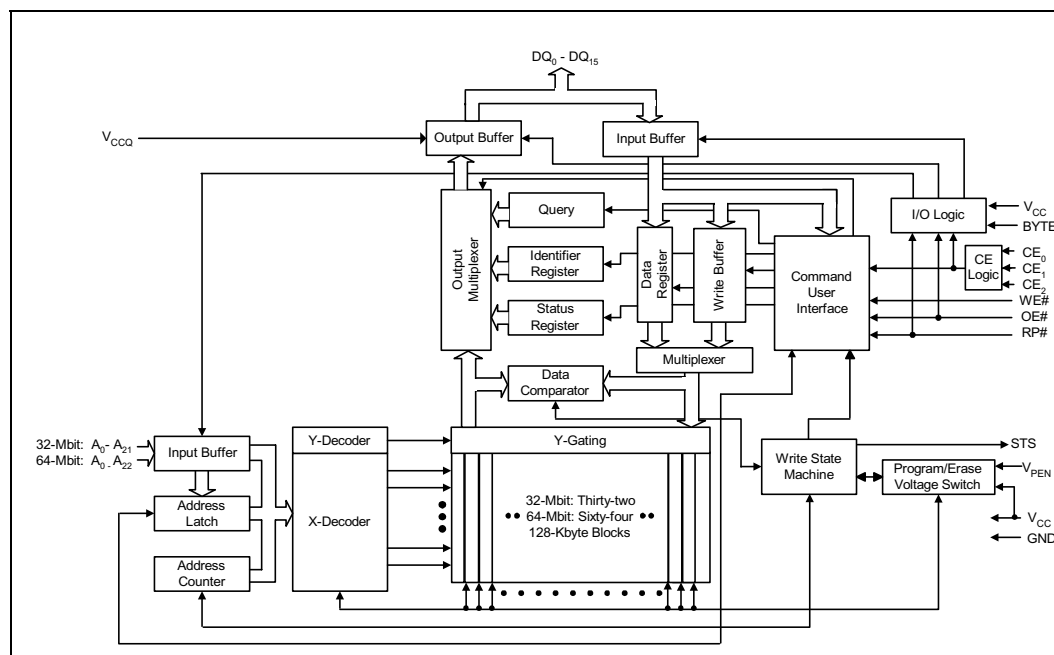 DQ0 - DQ15
VCCQ
Output Buffer
Input Buffer
Output
Multiplexer
Query
Identifier
Register
Status
Register
Data
Register
Write Buffer
Command
User
Interface
I/O Logic
VCC
BYTE
CE
Logic
CE0
CE1
CE2
WE#
OE#
RP#
Multiplexer
Data
Comparator
32-Mbit: A0- A21
64-Mbit: A0 - A22
Input Buffer
Y-Decoder
Y-Gating
Address
Latch
X-Decoder
32-Mbit: Thirty-two
64-Mbit: Sixty-four
128-Kbyte Blocks
Address
Counter
Write State
Machine
STS
Program/Erase
Voltage Switch
VPEN
VCC
GND